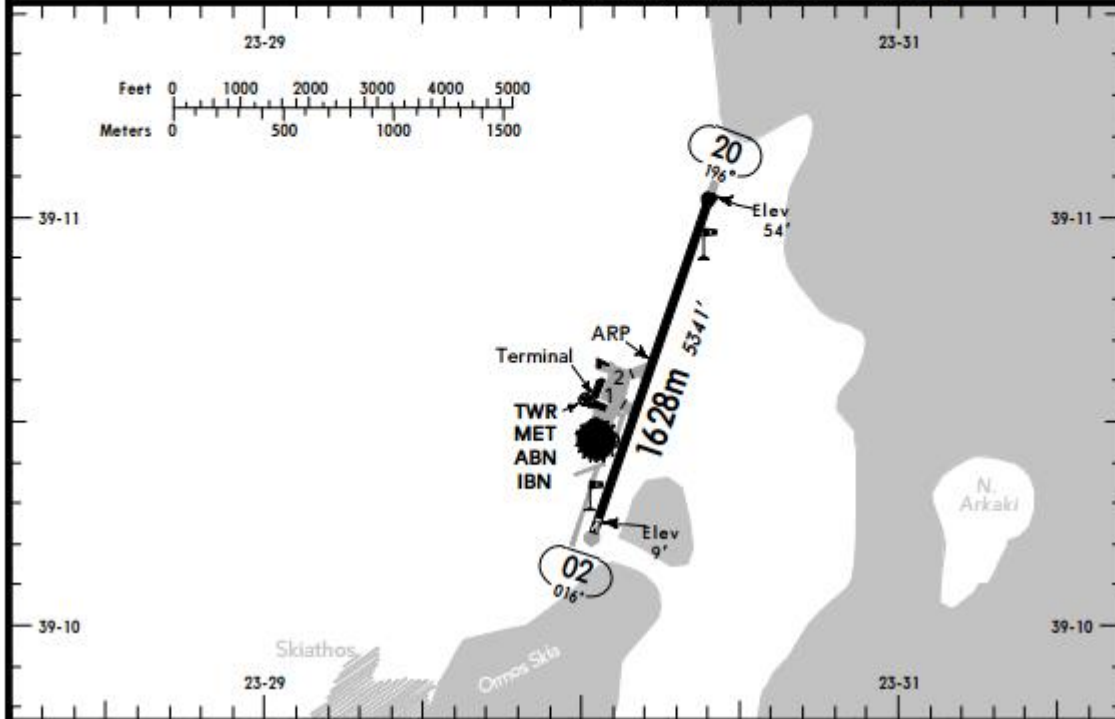 23-29
23-31
Feet 0 1000 2000 3000 4000 5000
Meters 0 500 1000 1500
20
196°
39-11
39-11
Elev
54'
ARP
Terminal
2
1
1628m 5341'
TWR
MET
ABN
IBN
N.
Arkaki
Elev
9'
02
016°
39-10
39-10
Skiathos
Ormos Skia
23-29
23-31